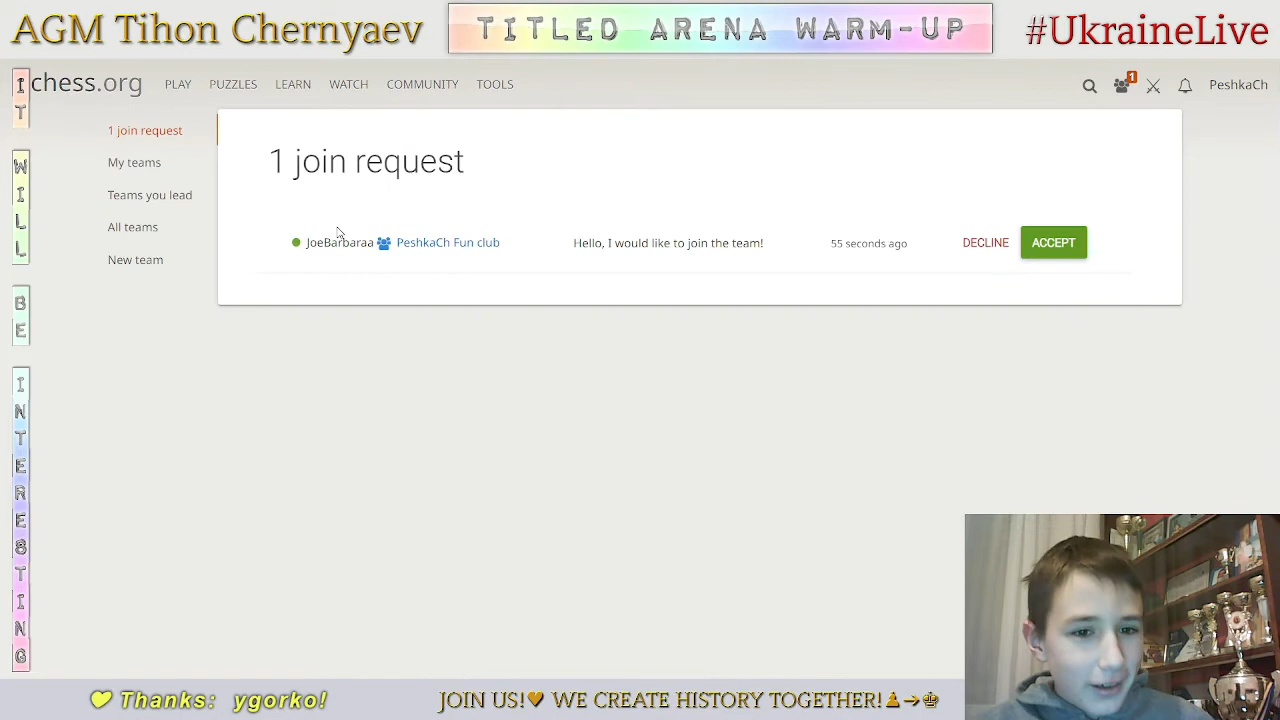 AGM Tihon Chernyaev
TITLED ARENA WARM-UP
#UkraineLive
chess.org
PLAY
PUZZLES
LEARN
WATCH
COMMUNITY
TOOLS
1
PeshkaCh
1 join request
My teams
Teams you lead
All teams
New team
1 join request
JoeBarbaraa
PeshkaCh Fun club
Hello, I would like to join the team!
55 seconds ago
DECLINE
ACCEPT
IT
WILL
BE
INTERESTING
Thanks: ygorko!
JOIN US! WE CREATE HISTORY TOGETHER!